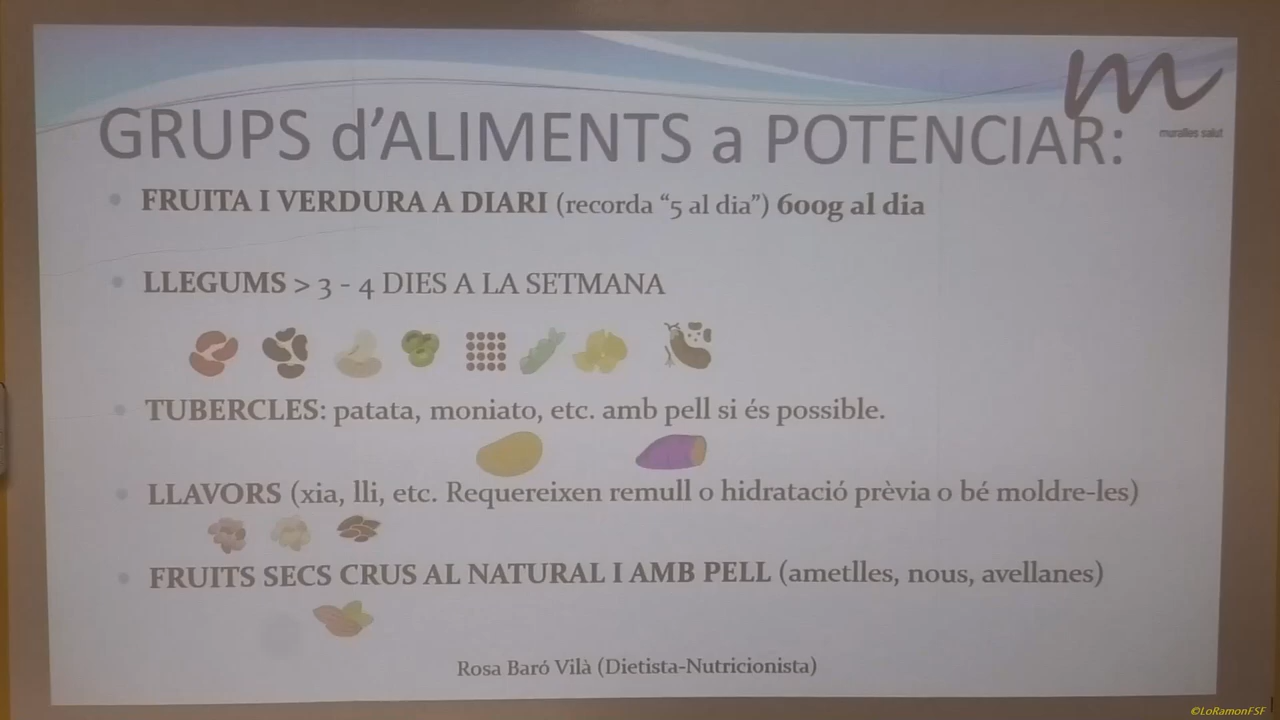 muralles salut
GRUPS d'ALIMENTS a POTENCIAR:
FRUITA I VERDURA A DIARI (recorda “5 al dia”) 600g al dia
LLEGUMS > 3 - 4 DIES A LA SETMANA
TUBERCLES: patata, moniato, etc. amb pell si és possible.
LLAVORS (xia, lli, etc. Requereixen remull o hidratació prèvia o bé moldre-les)
FRUITS SECS CRUS AL NATURAL I AMB PELL (ametlles, nous, avellanes)
Rosa Baró Vilà (Dietista-Nutricionista)
©LoRamonFSF